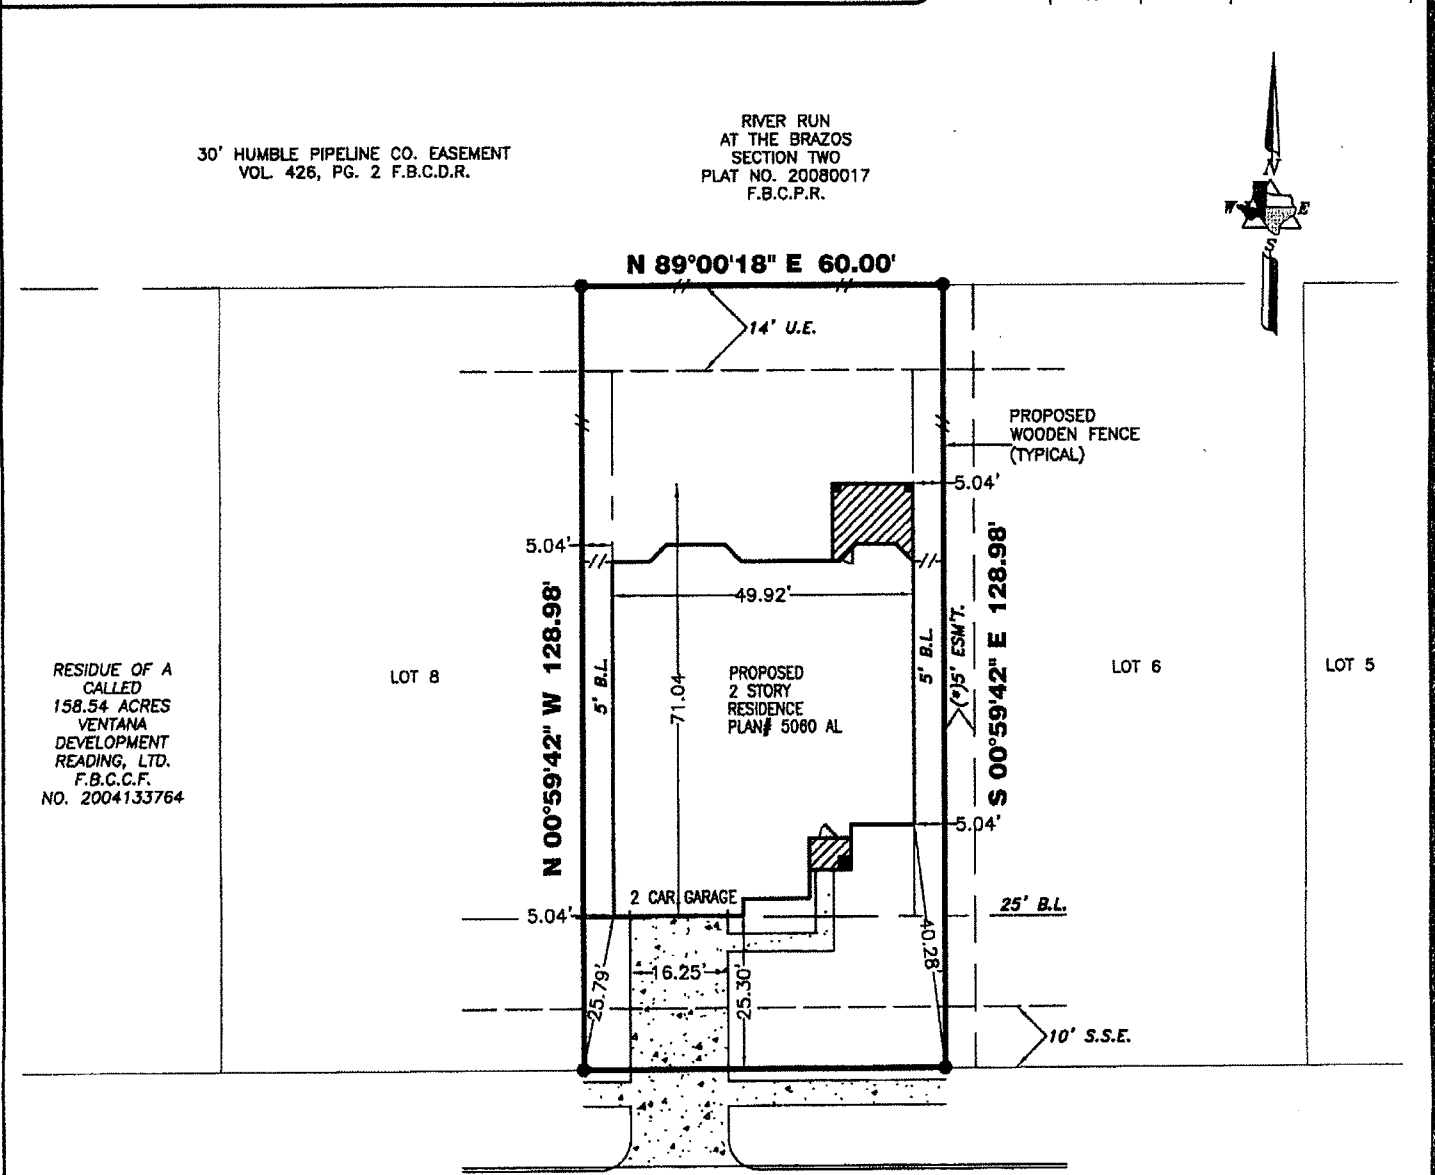 30' HUMBLE PIPELINE CO. EASEMENT
VOL. 426, PG. 2 F.B.C.D.R.
RIVER RUN
AT THE BRAZOS
SECTION TWO
PLAT NO. 20080017
F.B.C.P.R.
N
W
E
S
N 89°00'18" E 60.00'
14' U.E.
PROPOSED
WOODEN FENCE
(TYPICAL)
5.04'
5.04'
49.92'
N 00°59'42" W 128.98'
5' B.L.
71.04
PROPOSED
2 STORY
RESIDENCE
PLAN# 5060 AL
5' B.L.
(*)5' ESM'T.
S 00°59'42" E 128.98'
RESIDUE OF A
CALLED
158.54 ACRES
VENTANA
DEVELOPMENT
READING, LTD.
F.B.C.C.F.
NO. 2004133764
LOT 8
LOT 6
LOT 5
5.04'
2 CAR GARAGE
5.04'
25' B.L.
25.79'
16.25'
25.30'
40.28'
10' S.S.E.